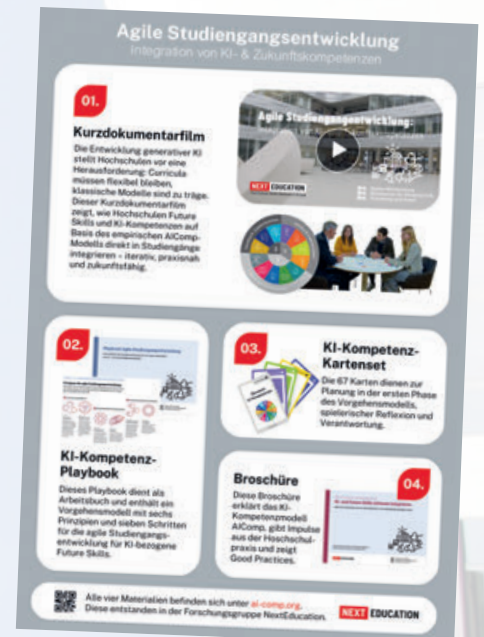 Agile Studiengangsentwicklung
Integration von KI- & Zukunftskompetenzen
01.
Kurzdokumentarfilm
Die Entwicklung generativer KI
stellt Hochschulen vor eine
Herausforderung: Curricula
müssen flexibel bleiben,
klassische Modelle sind zu träge.
Dieser Kurzdokumentarfilm
zeigt, wie Hochschulen Future
Skills und KI-Kompetenzen auf
Basis des empirischen AIComp-
Modells direkt in Studiengänge
integrieren – iterativ, praxisnah
und zukunftsfähig.
Agile Studiengangsentwicklung:
NEXT EDUCATION
02.
KI-Kompetenz-
Playbook
Dieses Playbook dient als
Arbeitsbuch und enthält ein
Vorgehensmodell mit sechs
Prinzipien und sieben Schritten
für die agile Studiengangs-
entwicklung für KI-bezogene
Future Skills.
03.
KI-Kompetenz-
Kartenset
Die 67 Karten dienen zur
Planung in der ersten Phase
des Vorgehensmodells,
spielerischer Reflexion und
Verantwortung.
Broschüre
04.
Diese Broschüre
erklärt das KI-
Kompetenzmodell
AIComp, gibt Impulse
aus der Hochschul-
praxis und zeigt
Good Practices.
Alle vier Materialien befinden sich unter ai-comp.org.
Diese entstanden in der Forschungsgruppe NextEducation.
NEXT EDUCATION